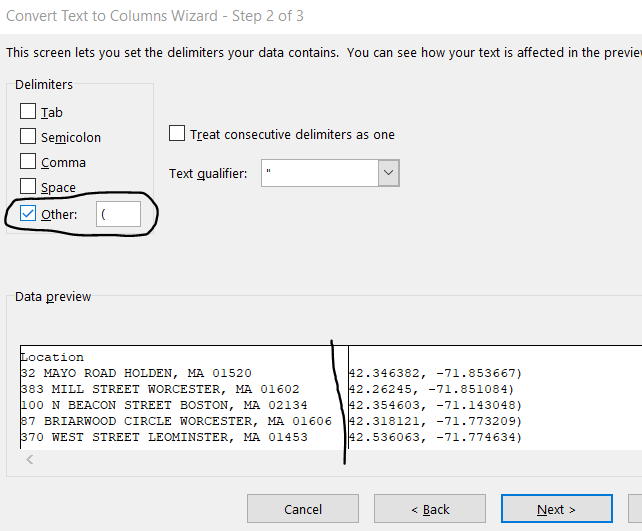 Convert Text to Columns Wizard - Step 2 of 3
This screen lets you set the delimiters your data contains.  You can see how your text is affected in the preview
Delimiters
Tab
Semicolon
Comma
Space
Other: (
Treat consecutive delimiters as one
Text qualifier: "
Data preview
Location
32 MAYO ROAD HOLDEN, MA 01520 42.346382, -71.853667)
383 MILL STREET WORCESTER, MA 01602 42.26245, -71.851084)
100 N BEACON STREET BOSTON, MA 02134 42.354603, -71.143048)
87 BRIARWOOD CIRCLE WORCESTER, MA 01606 42.318121, -71.773209)
370 WEST STREET LEOMINSTER, MA 01453 42.536063, -71.774634)
Cancel
< Back
Next >